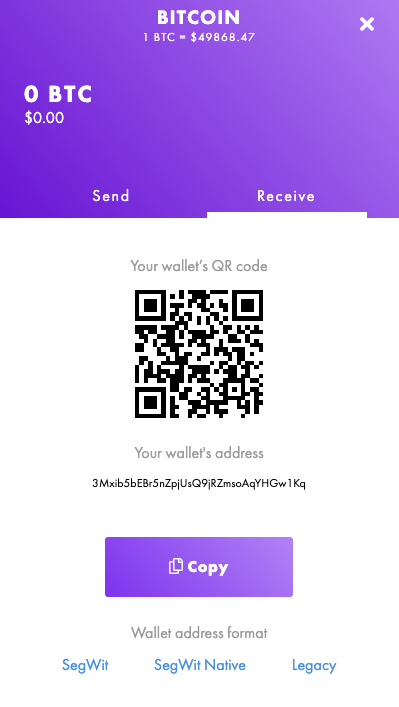 BITCOIN
1 BTC = $49868.47
0 BTC
$0.00
Send Receive
Your wallet’s QR code
Your wallet's address
3Mxib5bEBr5nZpjUsQ9jRZmsoAqYHGw1Kq
Copy
Wallet address format
SegWit SegWit Native Legacy